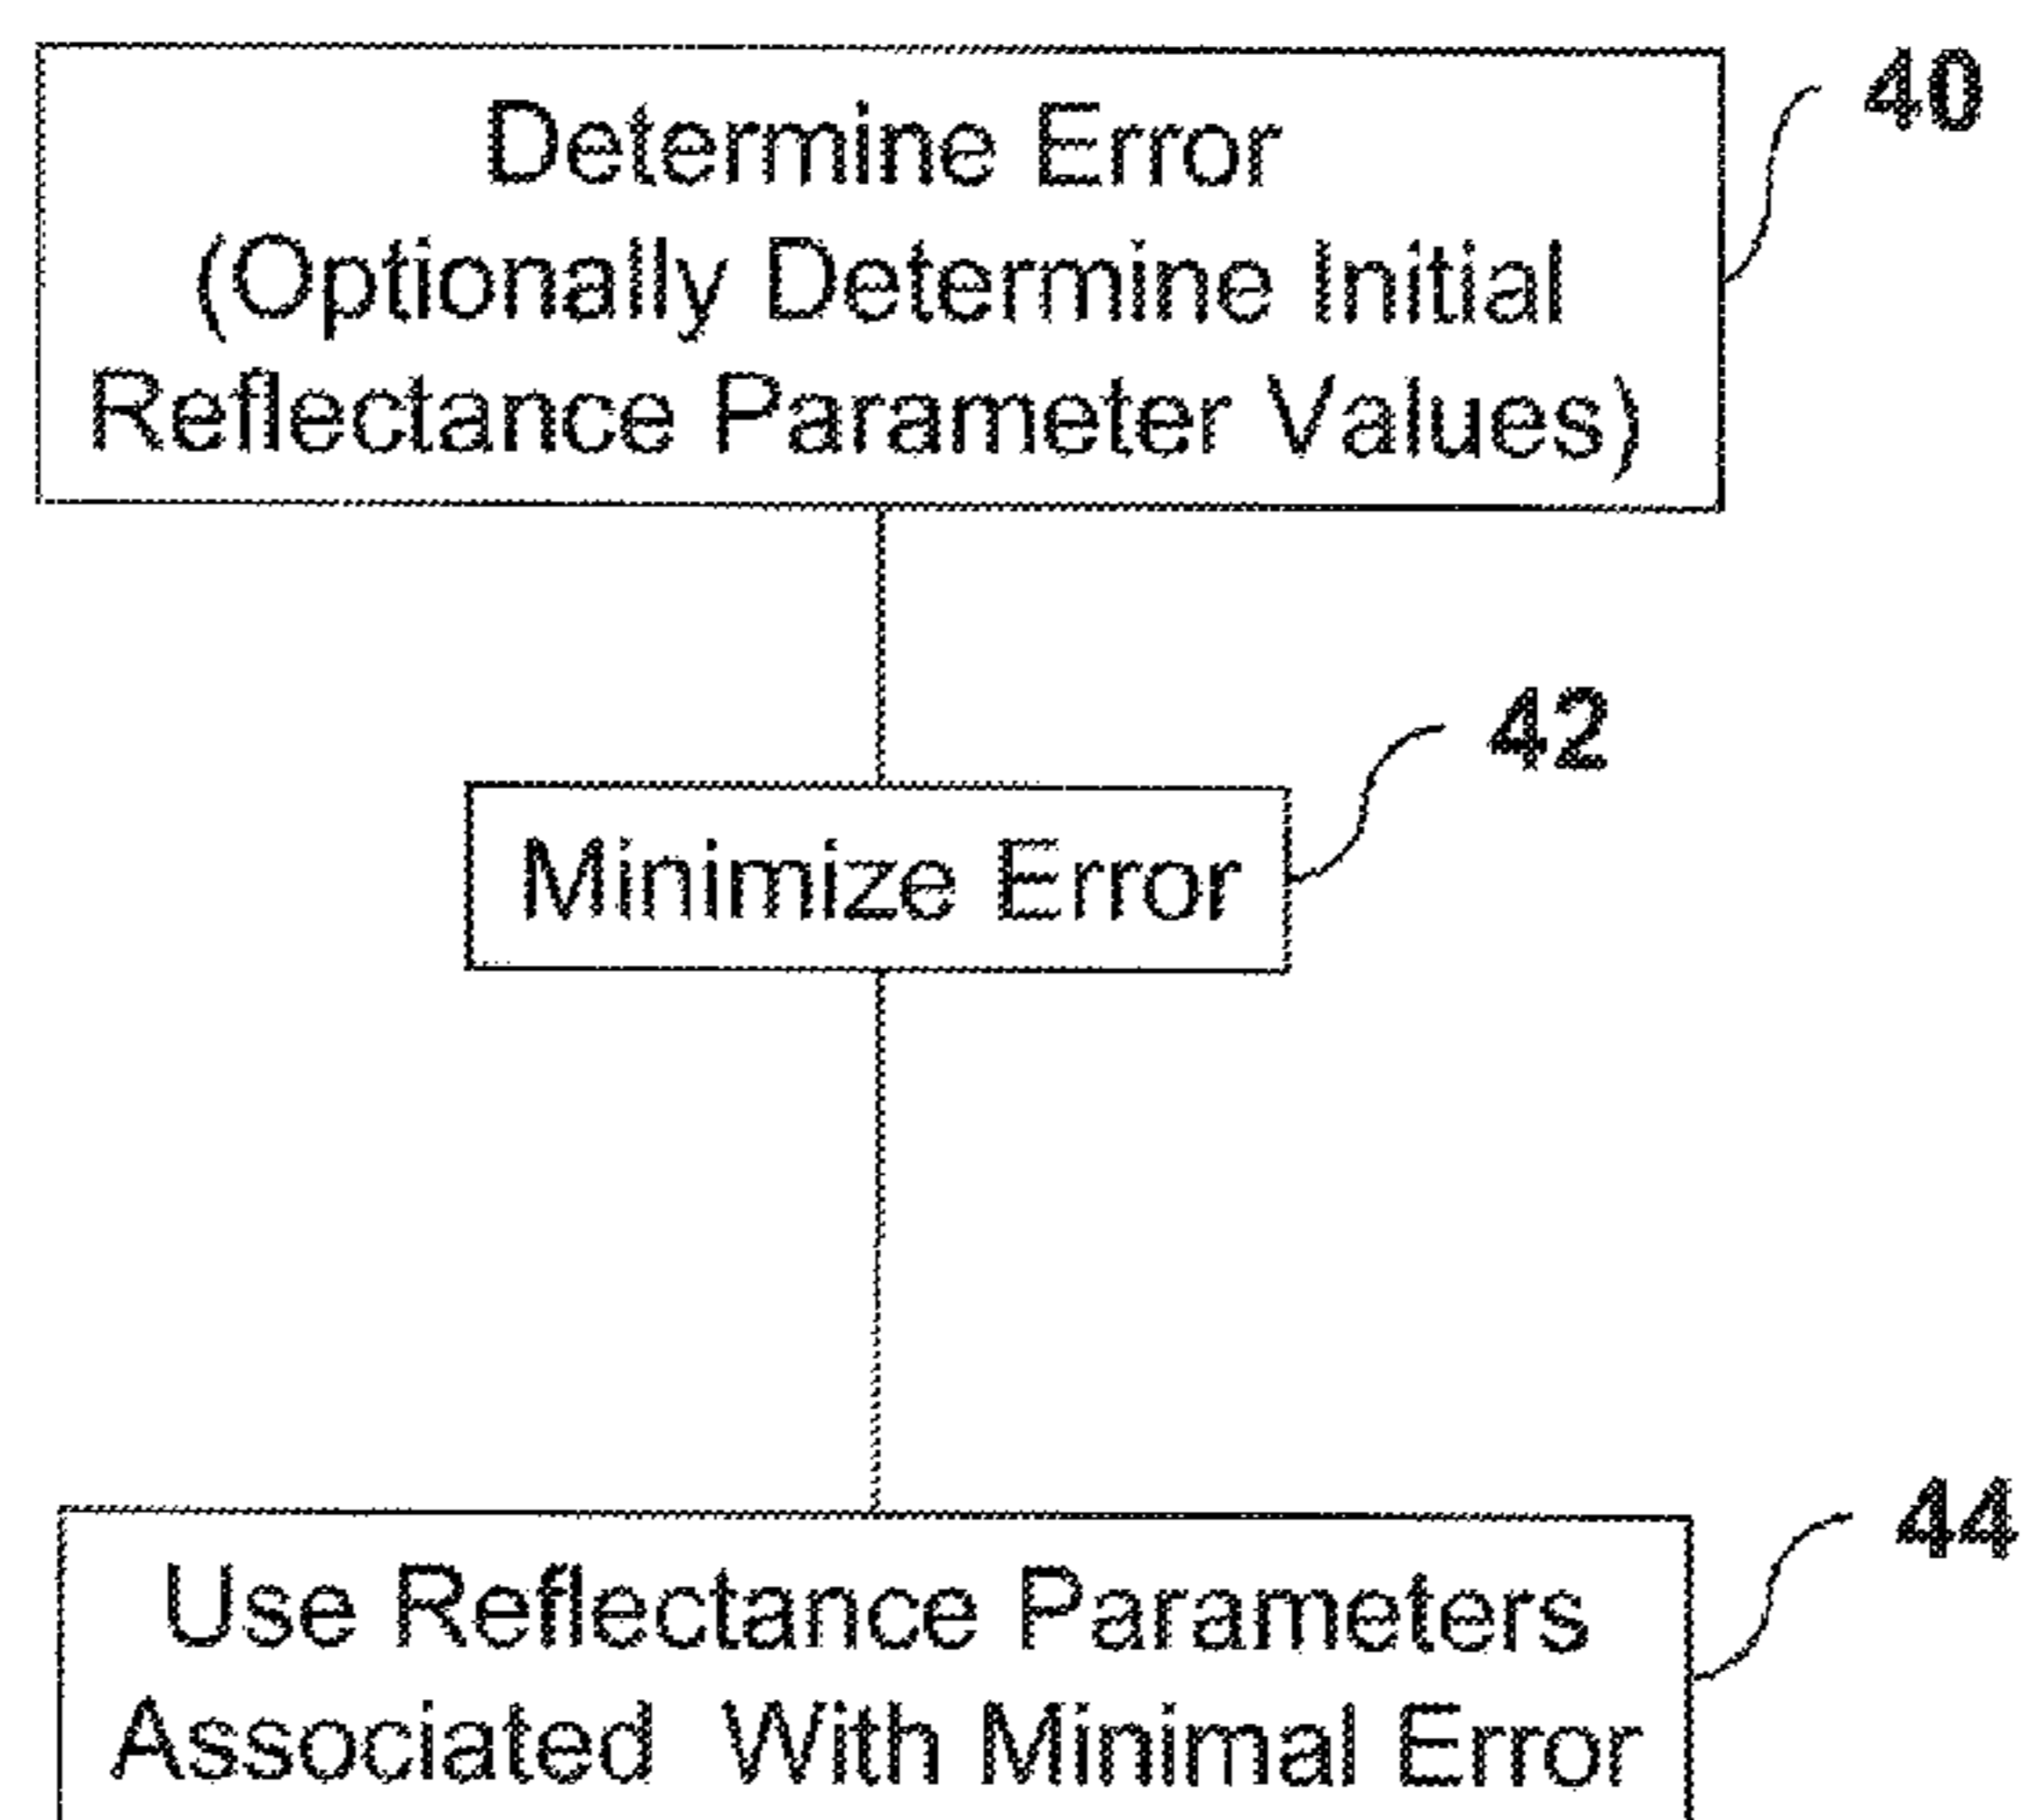 40
Determine Error
(Optionally Determine Initial
Reflectance Parameter Values)
42
Minimize Error
44
Use Reflectance Parameters
Associated With Minimal Error